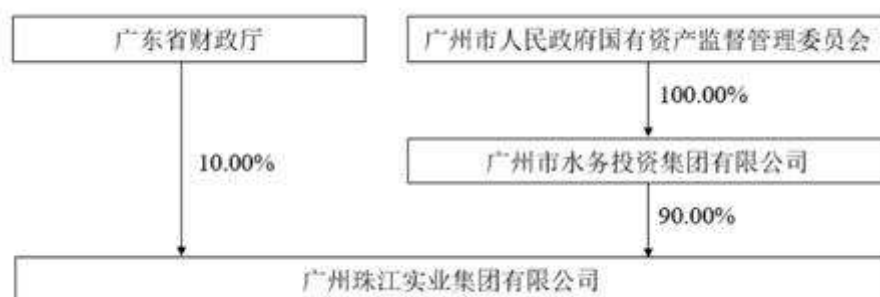 广东省财政厅
广州市人民政府国有资产监督管理委员会
100.00%
10.00%
广州市水务投资集团有限公司
90.00%
广州珠江实业集团有限公司